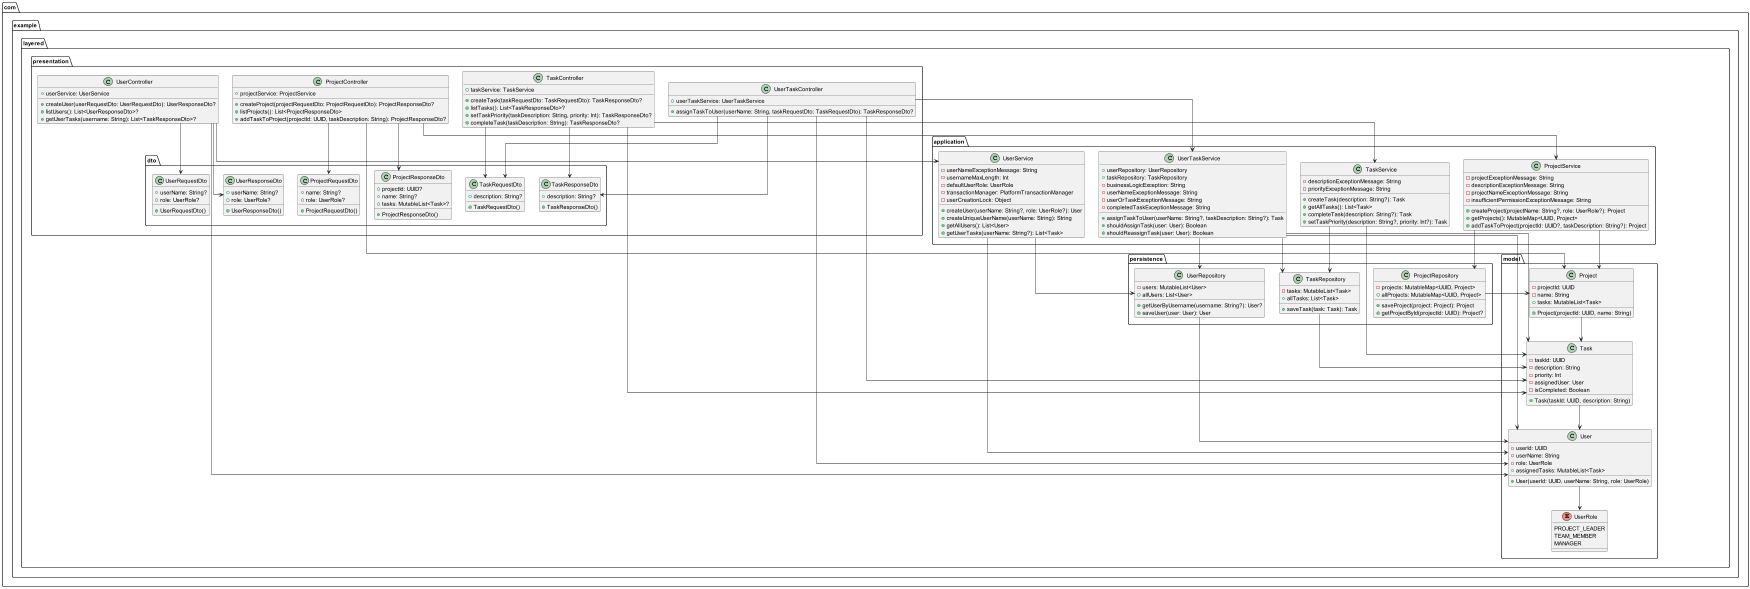 com
example
layered
presentation
C UserController
userService: UserService
createUser(userRequestDto: UserRequestDto): UserResponseDto?
listUsers(): List<UserResponseDto>?
getUserTasks(username: String): List<TaskResponseDto>?
C ProjectController
projectService: ProjectService
createProject(projectRequestDto: ProjectRequestDto): ProjectResponseDto?
listProjects(): List<ProjectResponseDto>
addTaskToProject(projectId: UUID, taskDescription: String): ProjectResponseDto?
C TaskController
taskService: TaskService
createTask(taskRequestDto: TaskRequestDto): TaskResponseDto?
listTasks(): List<TaskResponseDto>?
setTaskPriority(taskDescription: String, priority: Int): TaskResponseDto?
completeTask(taskDescription: String): TaskResponseDto?
C UserTaskController
userTaskService: UserTaskService
assignTaskToUser(userName: String, taskRequestDto: TaskRequestDto): TaskResponseDto?
dto
C UserRequestDto
userName: String?
role: UserRole?
UserRequestDto()
C UserResponseDto
userName: String?
role: UserRole?
UserResponseDto()
C ProjectRequestDto
name: String?
role: UserRole?
ProjectRequestDto()
C ProjectResponseDto
projectId: UUID?
name: String?
tasks: MutableList<Task>?
ProjectResponseDto()
C TaskRequestDto
description: String?
TaskRequestDto()
C TaskResponseDto
description: String?
TaskResponseDto()
application
C UserService
userNameExceptionMessage: String
usernameMaxLength: Int
defaultUserRole: UserRole
transactionManager: PlatformTransactionManager
userCreationLock: Object
createUser(userName: String?, role: UserRole?): User
createUniqueUserName(userName: String): String
getAllUsers(): List<User>
getUserTasks(userName: String?): List<Task>
C UserTaskService
userRepository: UserRepository
taskRepository: TaskRepository
businessLogicException: String
userNameExceptionMessage: String
userOrTaskExceptionMessage: String
completedTaskExceptionMessage: String
assignTaskToUser(userName: String?, taskDescription: String?): Task
shouldAssignTask(user: User): Boolean
shouldReassignTask(user: User): Boolean
C TaskService
descriptionExceptionMessage: String
priorityExceptionMessage: String
createTask(description: String?): Task
getAllTasks(): List<Task>
completeTask(description: String?): Task
setTaskPriority(description: String?, priority: Int?): Task
C ProjectService
projectExceptionMessage: String
descriptionExceptionMessage: String
projectNameExceptionMessage: String
insufficientPermissionExceptionMessage: String
createProject(projectName: String?, role: UserRole?): Project
getProjects(): MutableMap<UUID, Project>
addTaskToProject(projectId: UUID?, taskDescription: String?): Project
persistence
C UserRepository
users: MutableList<User>
allUsers: List<User>
getUserByUsername(username: String?): User?
saveUser(user: User): User
C TaskRepository
tasks: MutableList<Task>
allTasks: List<Task>
saveTask(task: Task): Task
C ProjectRepository
projects: MutableMap<UUID, Project>
allProjects: MutableMap<UUID, Project>
saveProject(project: Project): Project
getProjectById(projectId: UUID): Project?
model
C Project
projectId: UUID
name: String
tasks: MutableList<Task>
Project(projectId: UUID, name: String)
C Task
taskId: UUID
description: String
priority: Int
assignedUser: User
isCompleted: Boolean
Task(taskId: UUID, description: String)
C User
userId: UUID
userName: String
role: UserRole
assignedTasks: MutableList<Task>
User(userId: UUID, userName: String, role: UserRole)
E UserRole
PROJECT_LEADER
TEAM_MEMBER
MANAGER